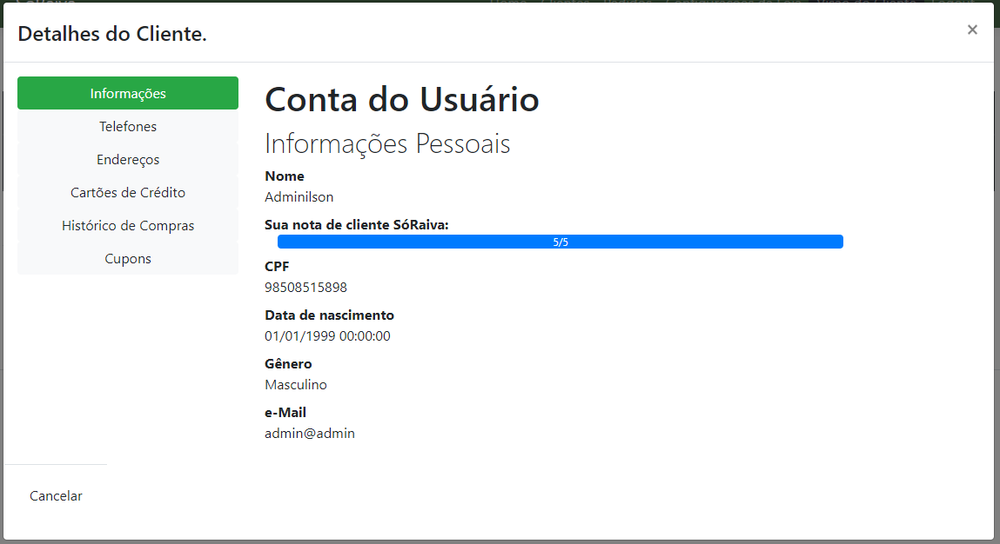 Detalhes do Cliente.
×
Informações
Telefones
Endereços
Cartões de Crédito
Histórico de Compras
Cupons
Conta do Usuário
Informações Pessoais
Nome
Adminilson
Sua nota de cliente SóRaiva:
5/5
CPF
98508515898
Data de nascimento
01/01/1999 00:00:00
Gênero
Masculino
e-Mail
admin@admin
Cancelar